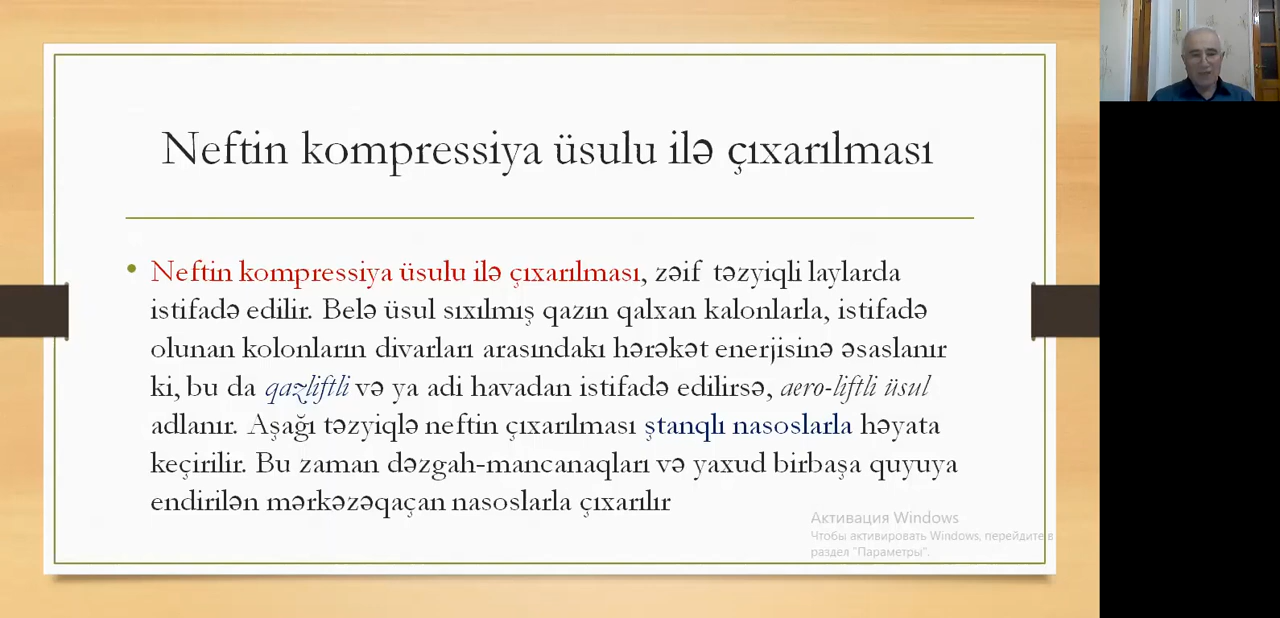 Neftin kompressiya üsulu ilə çıxarılması
Neftin kompressiya üsulu ilə çıxarılması, zəif təzyiqli laylarda
istifadə edilir. Belə üsul sıxılmış qazın qalxan kalonlarla, istifadə
olunan kolonların divarları arasındakı hərəkət enerjisinə əsaslanır
ki, bu da qazliftli və ya adi havadan istifadə edilirsə, aero-liftli üsul
adlanır. Aşağı təzyiqlə neftin çıxarılması ştanqlı nasoslarla həyata
keçirilir. Bu zaman dəzgah-mancanaqları və yaxud birbaşa quyuya
endirilən mərkəzəqaçan nasoslarla çıxarılır
Активация Windows
Чтобы активировать Windows, перейдите в
раздел "Параметры".